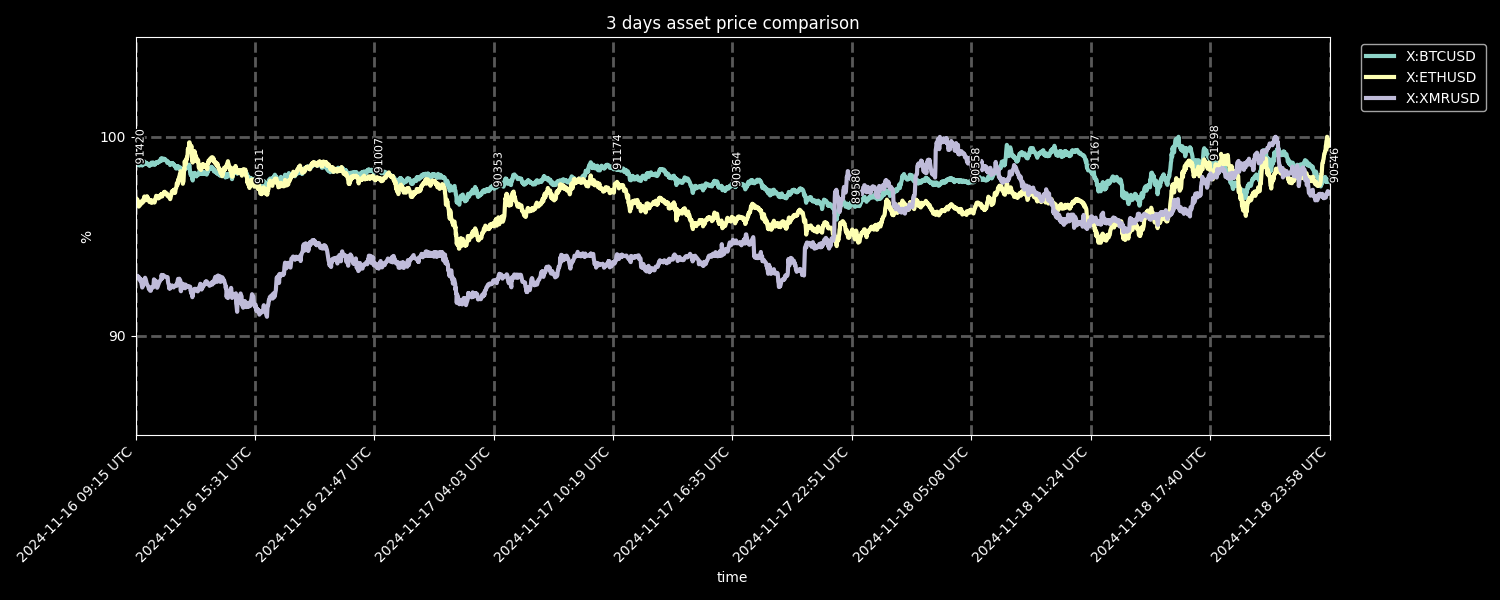 3 days asset price comparison
X:BTCUSD
X:ETHUSD
X:XMRUSD
100
90
%
91420
90511
91007
90353
91174
90364
89580
90558
91167
91598
90546
2024-11-16 09:15 UTC
2024-11-16 15:31 UTC
2024-11-16 21:47 UTC
2024-11-17 04:03 UTC
2024-11-17 10:19 UTC
2024-11-17 16:35 UTC
2024-11-17 22:51 UTC
2024-11-18 05:08 UTC
2024-11-18 11:24 UTC
2024-11-18 17:40 UTC
2024-11-18 23:58 UTC
time